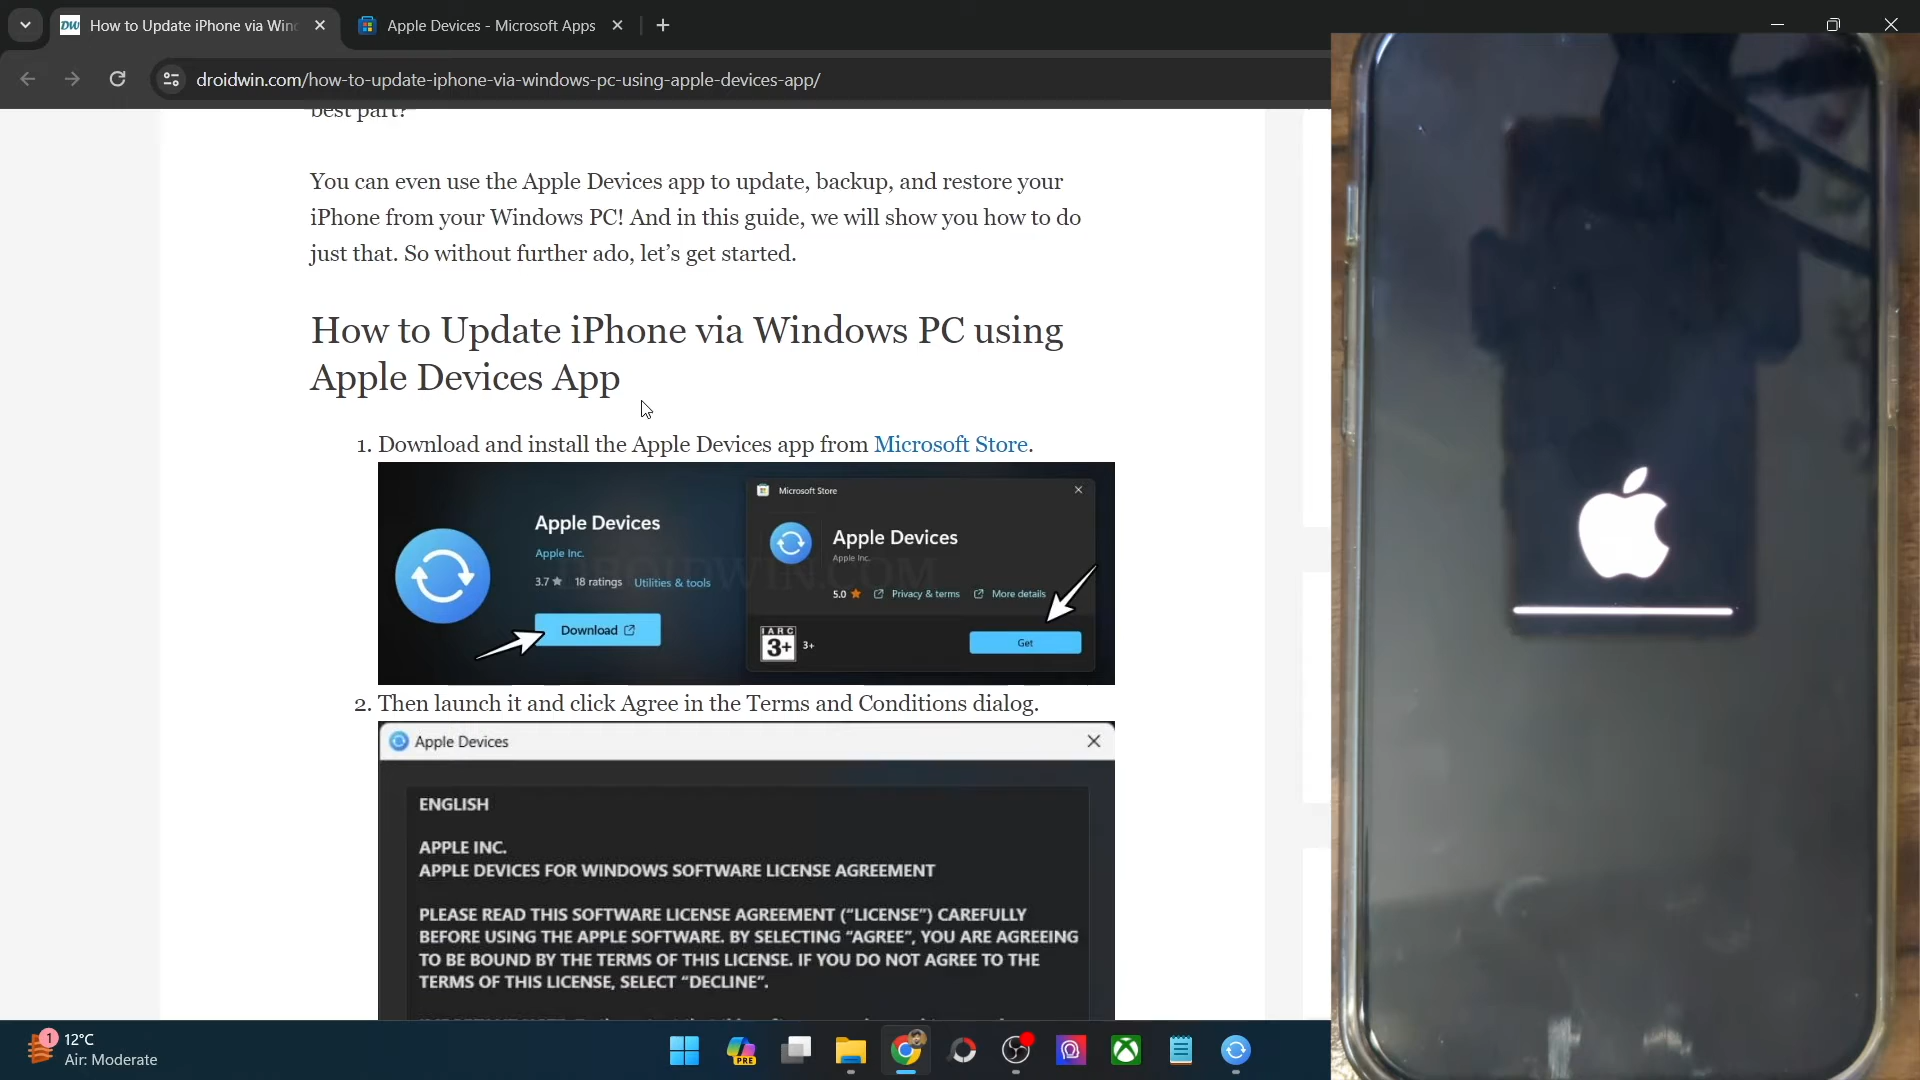 DW How to Update iPhone via Wind
Apple Devices - Microsoft Apps
droidwin.com/how-to-update-iphone-via-windows-pc-using-apple-devices-app/
best part?
You can even use the Apple Devices app to update, backup, and restore your
iPhone from your Windows PC! And in this guide, we will show you how to do
just that. So without further ado, let’s get started.
How to Update iPhone via Windows PC using
Apple Devices App
1. Download and install the Apple Devices app from Microsoft Store.
Apple Devices
Apple Inc.
3.7★ 18 ratings Utilities & tools
Download
Microsoft Store
Apple Devices
Apple Inc.
5.0 ★ Privacy & terms More details
IARC
3+ 3+
Get
DROIDWIN.COM
2. Then launch it and click Agree in the Terms and Conditions dialog.
Apple Devices
ENGLISH
APPLE INC.
APPLE DEVICES FOR WINDOWS SOFTWARE LICENSE AGREEMENT
PLEASE READ THIS SOFTWARE LICENSE AGREEMENT (“LICENSE”) CAREFULLY
BEFORE USING THE APPLE SOFTWARE. BY SELECTING “AGREE”, YOU ARE AGREEING
TO BE BOUND BY THE TERMS OF THIS LICENSE. IF YOU DO NOT AGREE TO THE
TERMS OF THIS LICENSE, SELECT “DECLINE”.
1
12°C
Air: Moderate
PRE